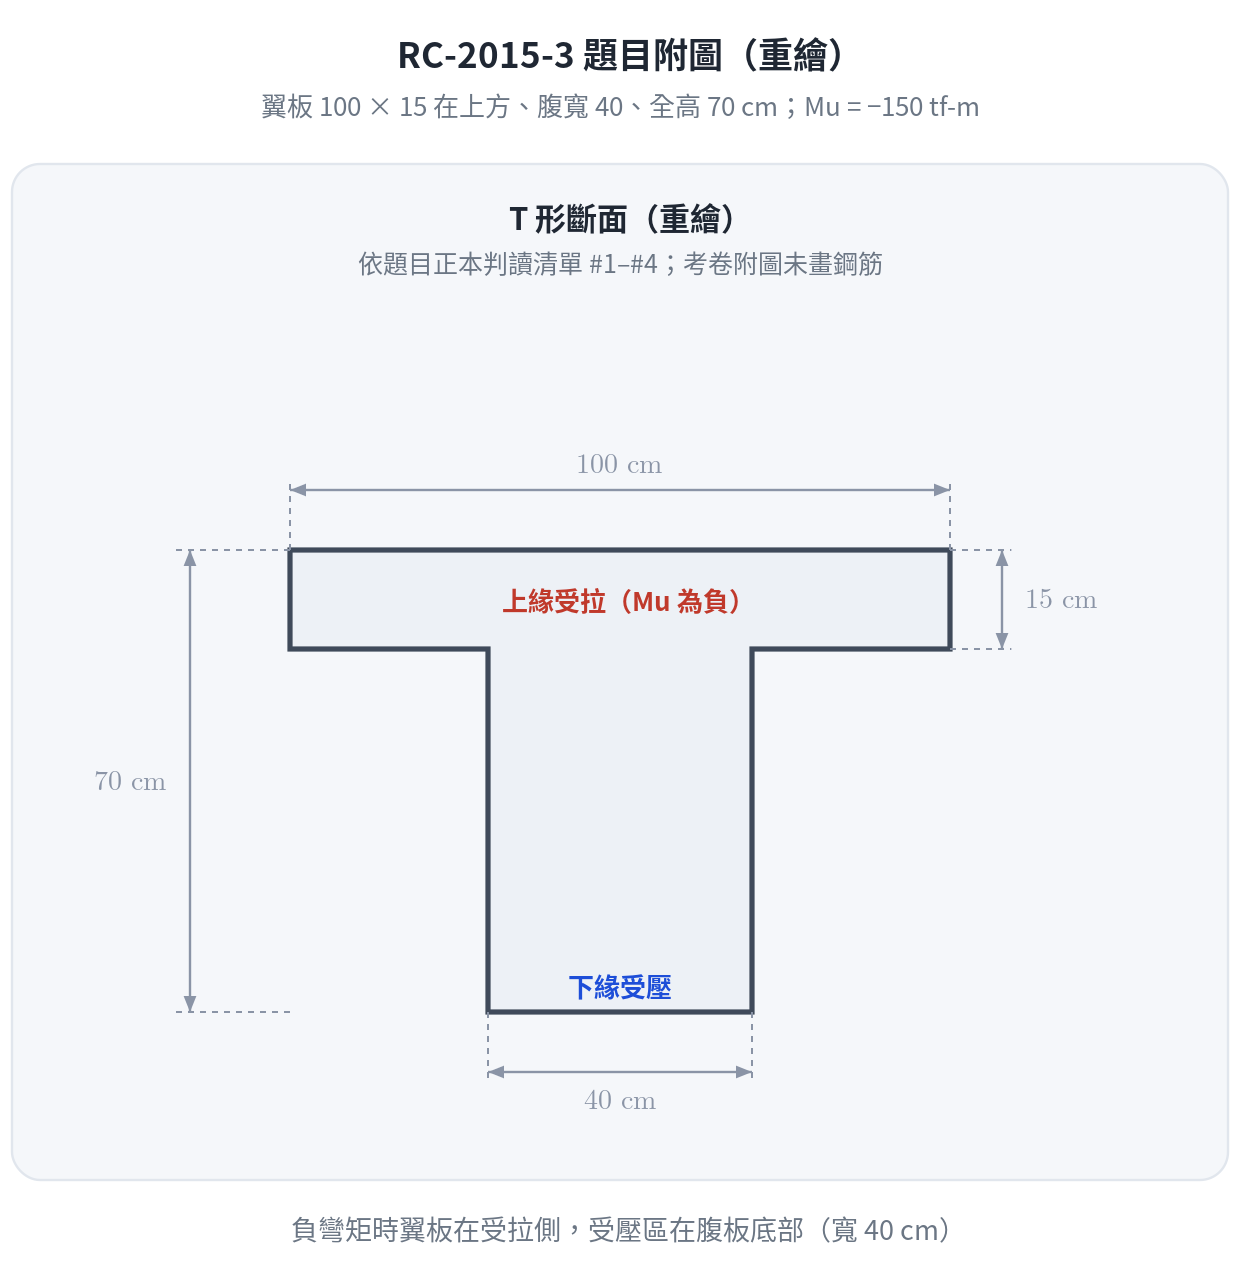 RC-2015-3 題目附圖（重繪）
翼板 100 × 15 在上方、腹寬 40、全高 70 cm；Mu = −150 tf-m
T 形斷面（重繪）
依題目正本判讀清單 #1–#4；考卷附圖未畫鋼筋
100 cm
上緣受拉（Mu 為負）
15 cm
70 cm
下緣受壓
40 cm
負彎矩時翼板在受拉側，受壓區在腹板底部（寬 40 cm）